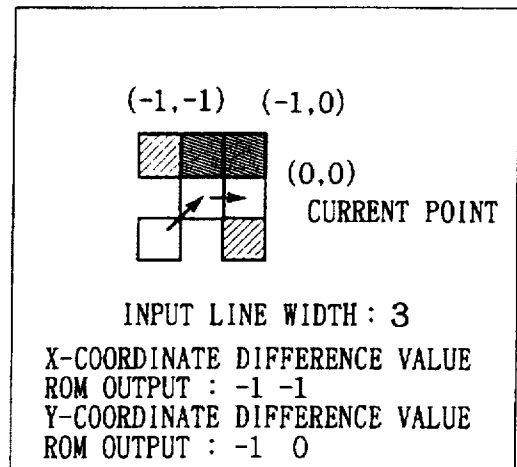 (-1,-1) (-1,0)
(0,0)
CURRENT POINT
INPUT LINE WIDTH : 3
X-COORDINATE DIFFERENCE VALUE
ROM OUTPUT : -1 -1
Y-COORDINATE DIFFERENCE VALUE
ROM OUTPUT : -1 0